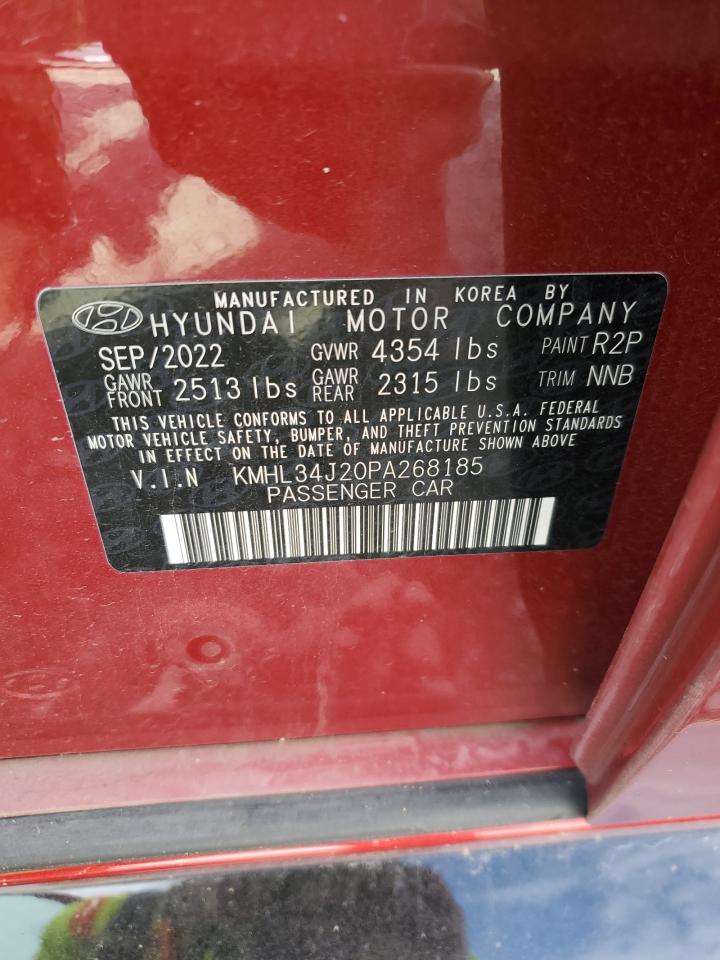 MANUFACTURED IN KOREA BY
HYUNDAI MOTOR COMPANY
SEP/2022 GVWR 4354 lbs PAINT R2P
GAWR FRONT 2513 lbs GAWR REAR 2315 lbs TRIM NNB
THIS VEHICLE CONFORMS TO ALL APPLICABLE U.S.A. FEDERAL
MOTOR VEHICLE SAFETY, BUMPER, AND THEFT PREVENTION STANDARDS
IN EFFECT ON THE DATE OF MANUFACTURE SHOWN ABOVE
V.I.N KMHL34J20PA268185
PASSENGER CAR